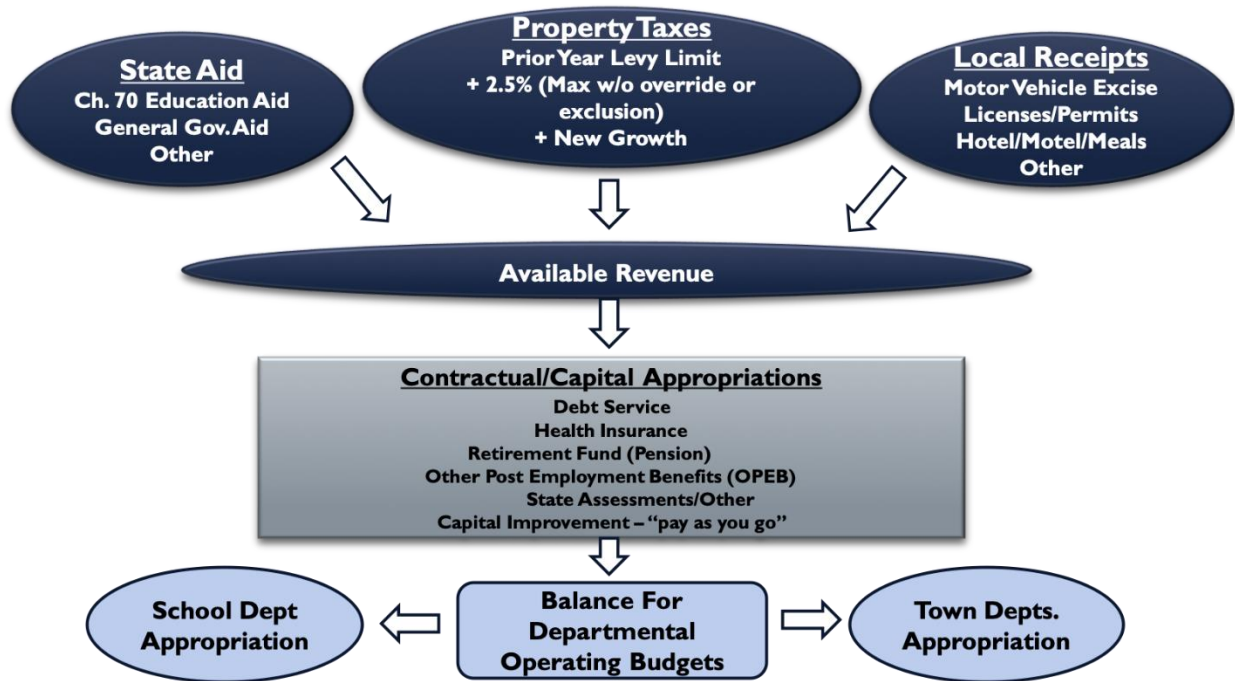 State Aid
Ch. 70 Education Aid
General Gov. Aid
Other
Property Taxes
Prior Year Levy Limit
+ 2.5% (Max w/o override or
exclusion)
+ New Growth
Local Receipts
Motor Vehicle Excise
Licenses/Permits
Hotel/Motel/Meals
Other
Available Revenue
Contractual/Capital Appropriations
Debt Service
Health Insurance
Retirement Fund (Pension)
Other Post Employment Benefits (OPEB)
State Assessments/Other
Capital Improvement – “pay as you go”
School Dept
Appropriation
Balance For
Departmental
Operating Budgets
Town Depts.
Appropriation